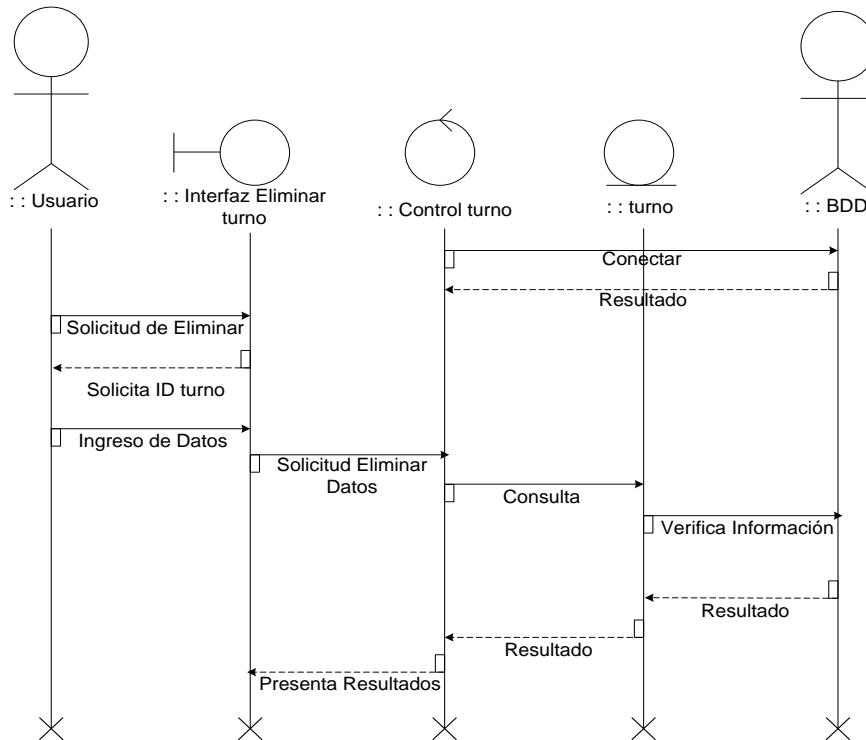 : : Usuario
: : Interfaz Eliminar
turno
: : Control turno
: : turno
: : BDD
Conectar
Resultado
Solicitud de Eliminar
Solicita ID turno
Ingreso de Datos
Solicitud Eliminar
Datos
Consulta
Verifica Información
Resultado
Resultado
Presenta Resultados